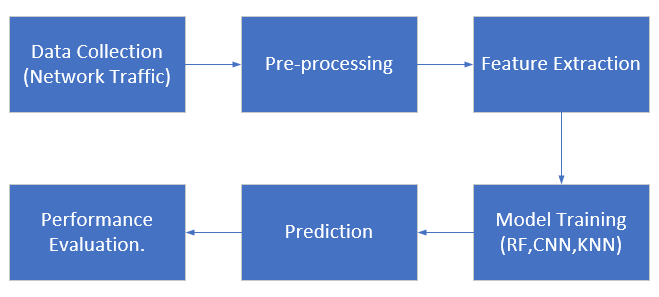 Data Collection
(Network Traffic)
Pre-processing
Feature Extraction
Model Training
(RF,CNN,KNN)
Prediction
Performance
Evaluation.